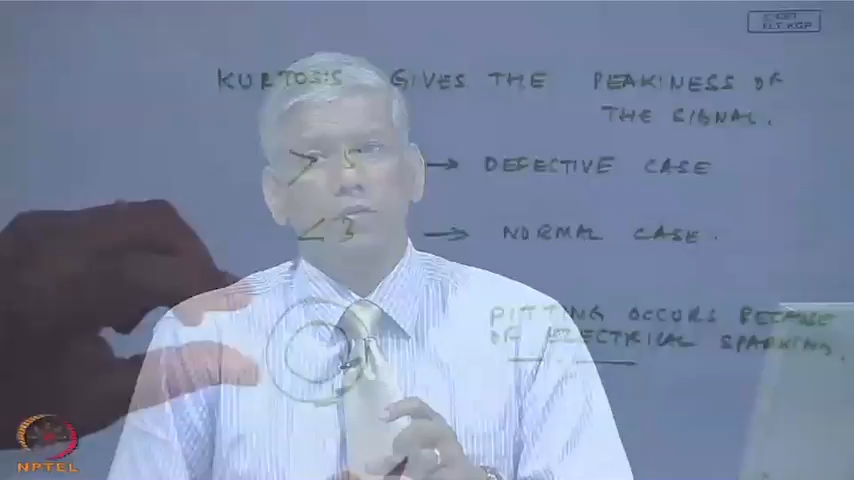 KURTOSIS GIVES THE PEAKINESS OF
THE SIGNAL.
> 5 → DEFECTIVE CASE
< 3 → NORMAL CASE.
PITTING OCCURS BECAUSE
OF ELECTRICAL SPARKING.
NPTEL